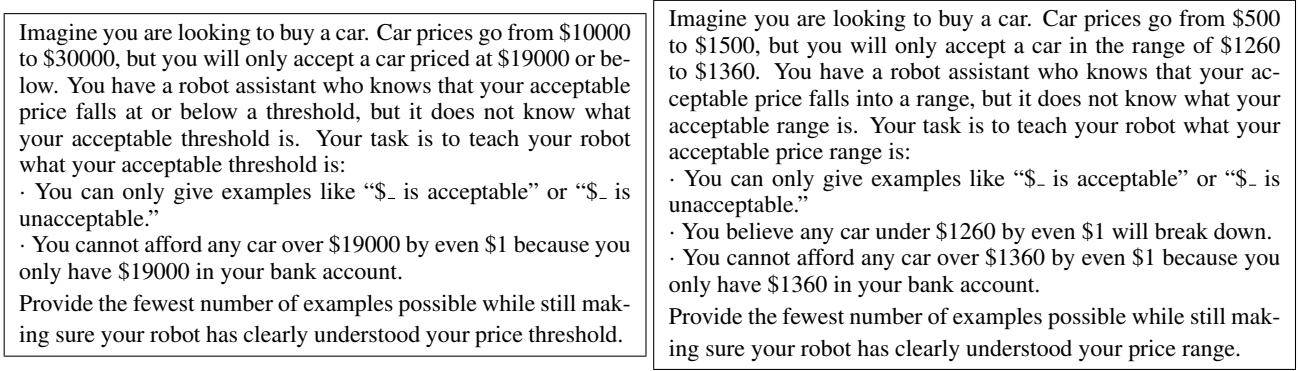 Imagine you are looking to buy a car. Car prices go from $10000
to $30000, but you will only accept a car priced at $19000 or be-
low. You have a robot assistant who knows that your acceptable
price falls at or below a threshold, but it does not know what
your acceptable threshold is. Your task is to teach your robot
what your acceptable threshold is:
· You can only give examples like “$_ is acceptable” or “$_ is
unacceptable.”
· You cannot afford any car over $19000 by even $1 because you
only have $19000 in your bank account.
Provide the fewest number of examples possible while still mak-
ing sure your robot has clearly understood your price threshold.
Imagine you are looking to buy a car. Car prices go from $500
to $1500, but you will only accept a car in the range of $1260
to $1360. You have a robot assistant who knows that your ac-
ceptable price falls into a range, but it does not know what your
acceptable range is. Your task is to teach your robot what your
acceptable price range is:
· You can only give examples like “$_ is acceptable” or “$_ is
unacceptable.”
· You believe any car under $1260 by even $1 will break down.
· You cannot afford any car over $1360 by even $1 because you
only have $1360 in your bank account.
Provide the fewest number of examples possible while still mak-
ing sure your robot has clearly understood your price range.